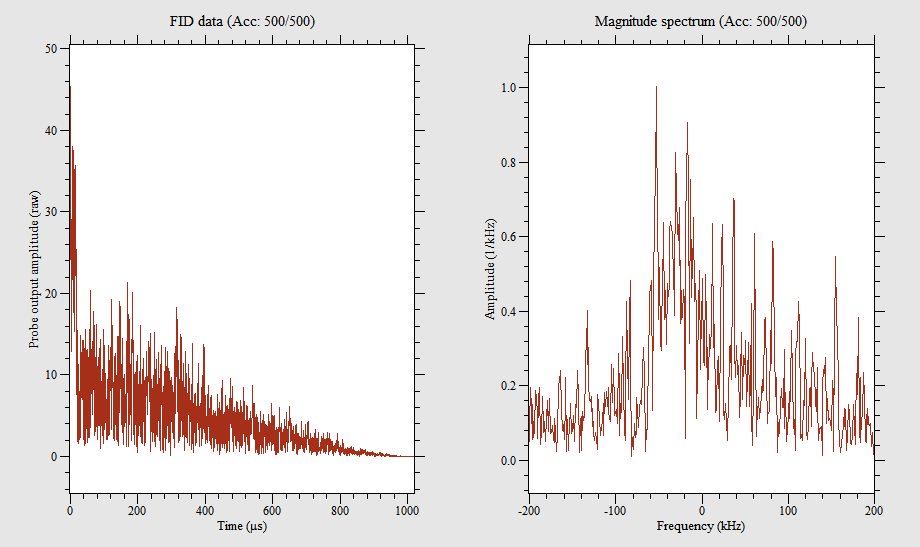 FID data (Acc: 500/500)
Probe output amplitude (raw)
50
40
30
20
10
0
0 200 400 600 800 1000
Time (µs)
Magnitude spectrum (Acc: 500/500)
Amplitude (1/kHz)
1.0
0.8
0.6
0.4
0.2
0.0
-200 -100 0 100 200
Frequency (kHz)